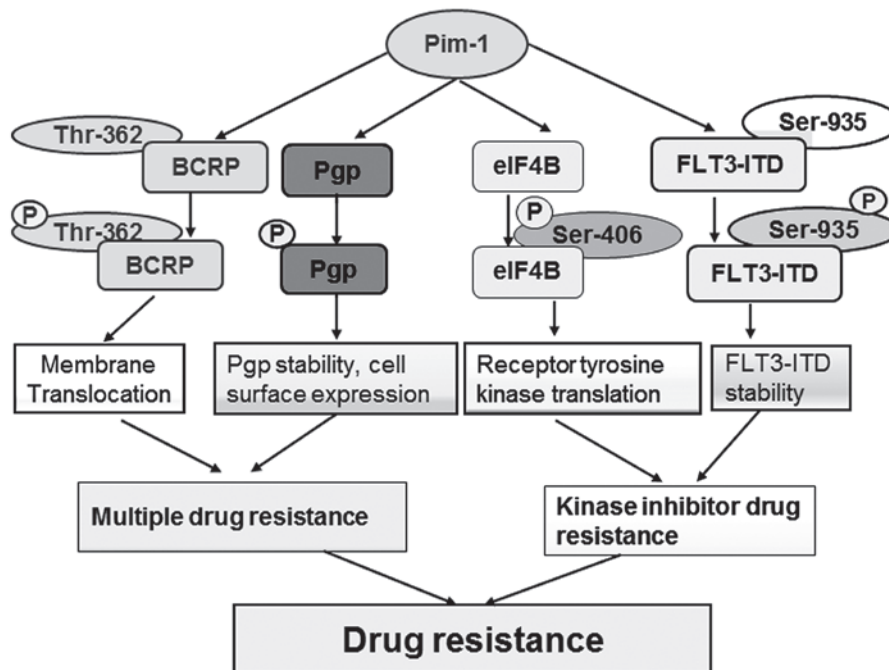 Pim-1
Thr-362
BCRP
Pgp
eIF4B
Ser-935
FLT3-ITD
P
Thr-362
BCRP
P
Pgp
P
Ser-406
eIF4B
P
Ser-935
FLT3-ITD
Membrane
Translocation
Pgp stability, cell
surface expression
Receptor tyrosine
kinase translation
FLT3-ITD
stability
Multiple drug resistance
Kinase inhibitor drug
resistance
Drug resistance